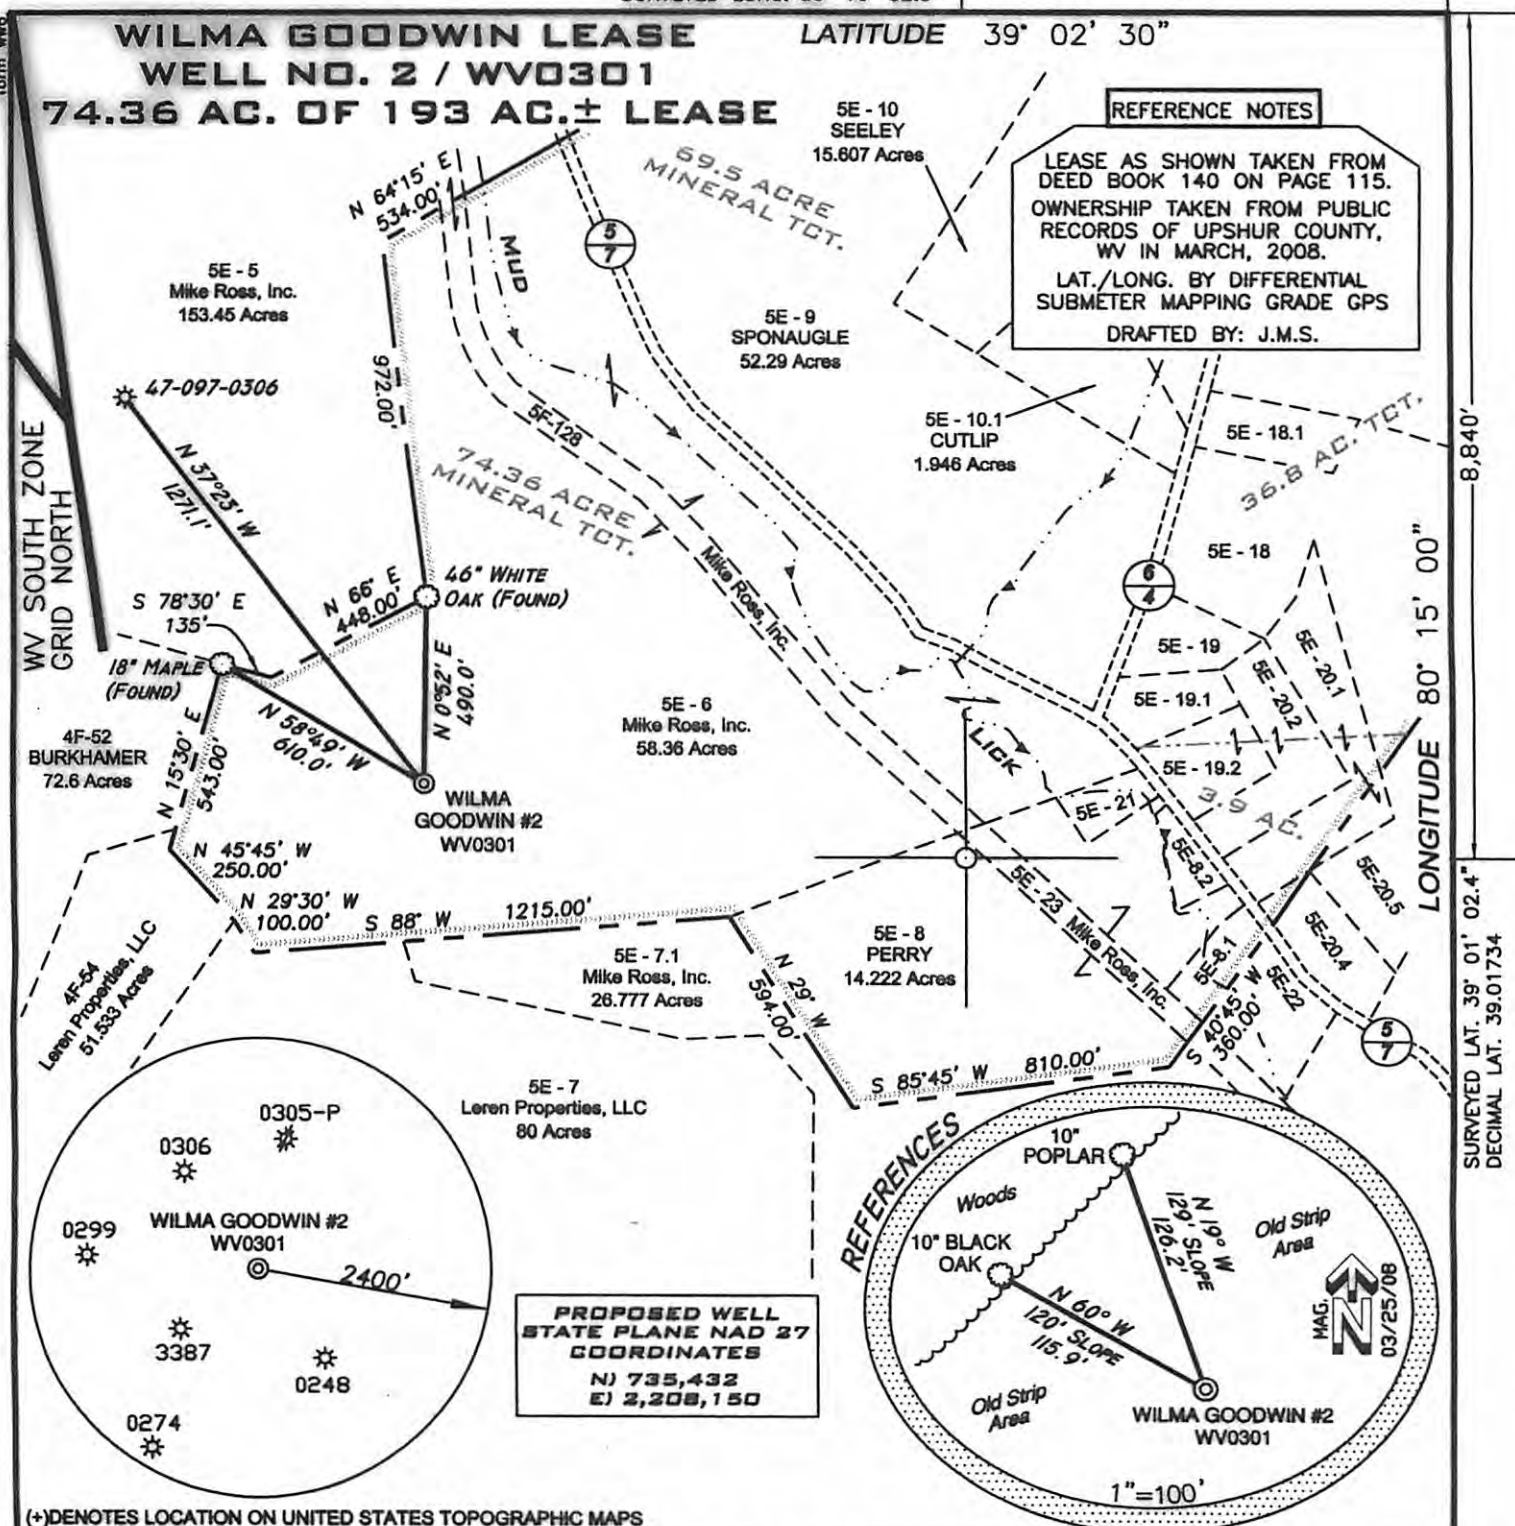 WILMA GOODWIN LEASE
WELL NO. 2 / WV0301
74.36 AC. OF 193 AC.± LEASE
LATITUDE 39° 02' 30"
REFERENCE NOTES
LEASE AS SHOWN TAKEN FROM
DEED BOOK 140 ON PAGE 115.
OWNERSHIP TAKEN FROM PUBLIC
RECORDS OF UPSHUR COUNTY,
WV IN MARCH, 2008.
LAT./LONG. BY DIFFERENTIAL
SUBMETER MAPPING GRADE GPS
DRAFTED BY: J.M.S.
5E - 10
SEELEY
15.607 Acres
69.5 ACRE
MINERAL TCT.
N 64°15' E
534.00'
MUD
5
7
5E - 5
Mike Ross, Inc.
153.45 Acres
5E - 9
SPONAUGLE
52.29 Acres
972.00'
47-097-0306
N 37°23' W
1271.1'
5F-128
5E - 10.1
CUTLIP
1.946 Acres
5E - 18.1
36.8 AC. TCT.
8,840'
WV SOUTH ZONE
GRID NORTH
74.36 ACRE
MINERAL TCT.
Mike Ross, Inc.
5E - 18
6
4
46" WHITE
OAK (FOUND)
N 66° E
448.00'
S 78°30' E
135'
18" MAPLE
(FOUND)
N 0°52' E
490.0'
N 58°49' W
610.0'
5E - 6
Mike Ross, Inc.
58.36 Acres
5E - 19
5E - 20.1
5E - 20.2
5E - 19.1
5E - 19.2
LICK
5E - 21
3.9 AC.
LONGITUDE 80° 15' 00"
4F-52
BURKHAMER
72.6 Acres
N 15°30' E
543.00'
WILMA
GOODWIN #2
WV0301
N 45°45' W
250.00'
N 29°30' W
100.00'
S 88° W
1215.00'
5E-8.2
5E-20.5
5E - 23
Mike Ross, Inc.
5E - 8
PERRY
14.222 Acres
5E-8.1
5E-20.4
5E-22
4F-54
Leren Properties, LLC
51.533 Acres
5E - 7.1
Mike Ross, Inc.
26.777 Acres
N 29° W
594.00'
S 40°45' W
360.00'
5
7
S 85°45' W
810.00'
5E - 7
Leren Properties, LLC
80 Acres
SURVEYED LAT. 39° 01' 02.4"
DECIMAL LAT. 39.01734
0305-P
0306
0299
WILMA GOODWIN #2
WV0301
2400'
3387
0248
0274
PROPOSED WELL
STATE PLANE NAD 27
COORDINATES
N) 735,432
E) 2,208,150
REFERENCES
10"
POPLAR
Woods
10" BLACK
OAK
N 19° W
129' SLOPE
126.2'
Old Strip
Area
N 60° W
120' SLOPE
115.9'
MAG.
N
03/25/08
Old Strip
Area
WILMA GOODWIN #2
WV0301
1"=100'
(+)DENOTES LOCATION ON UNITED STATES TOPOGRAPHIC MAPS